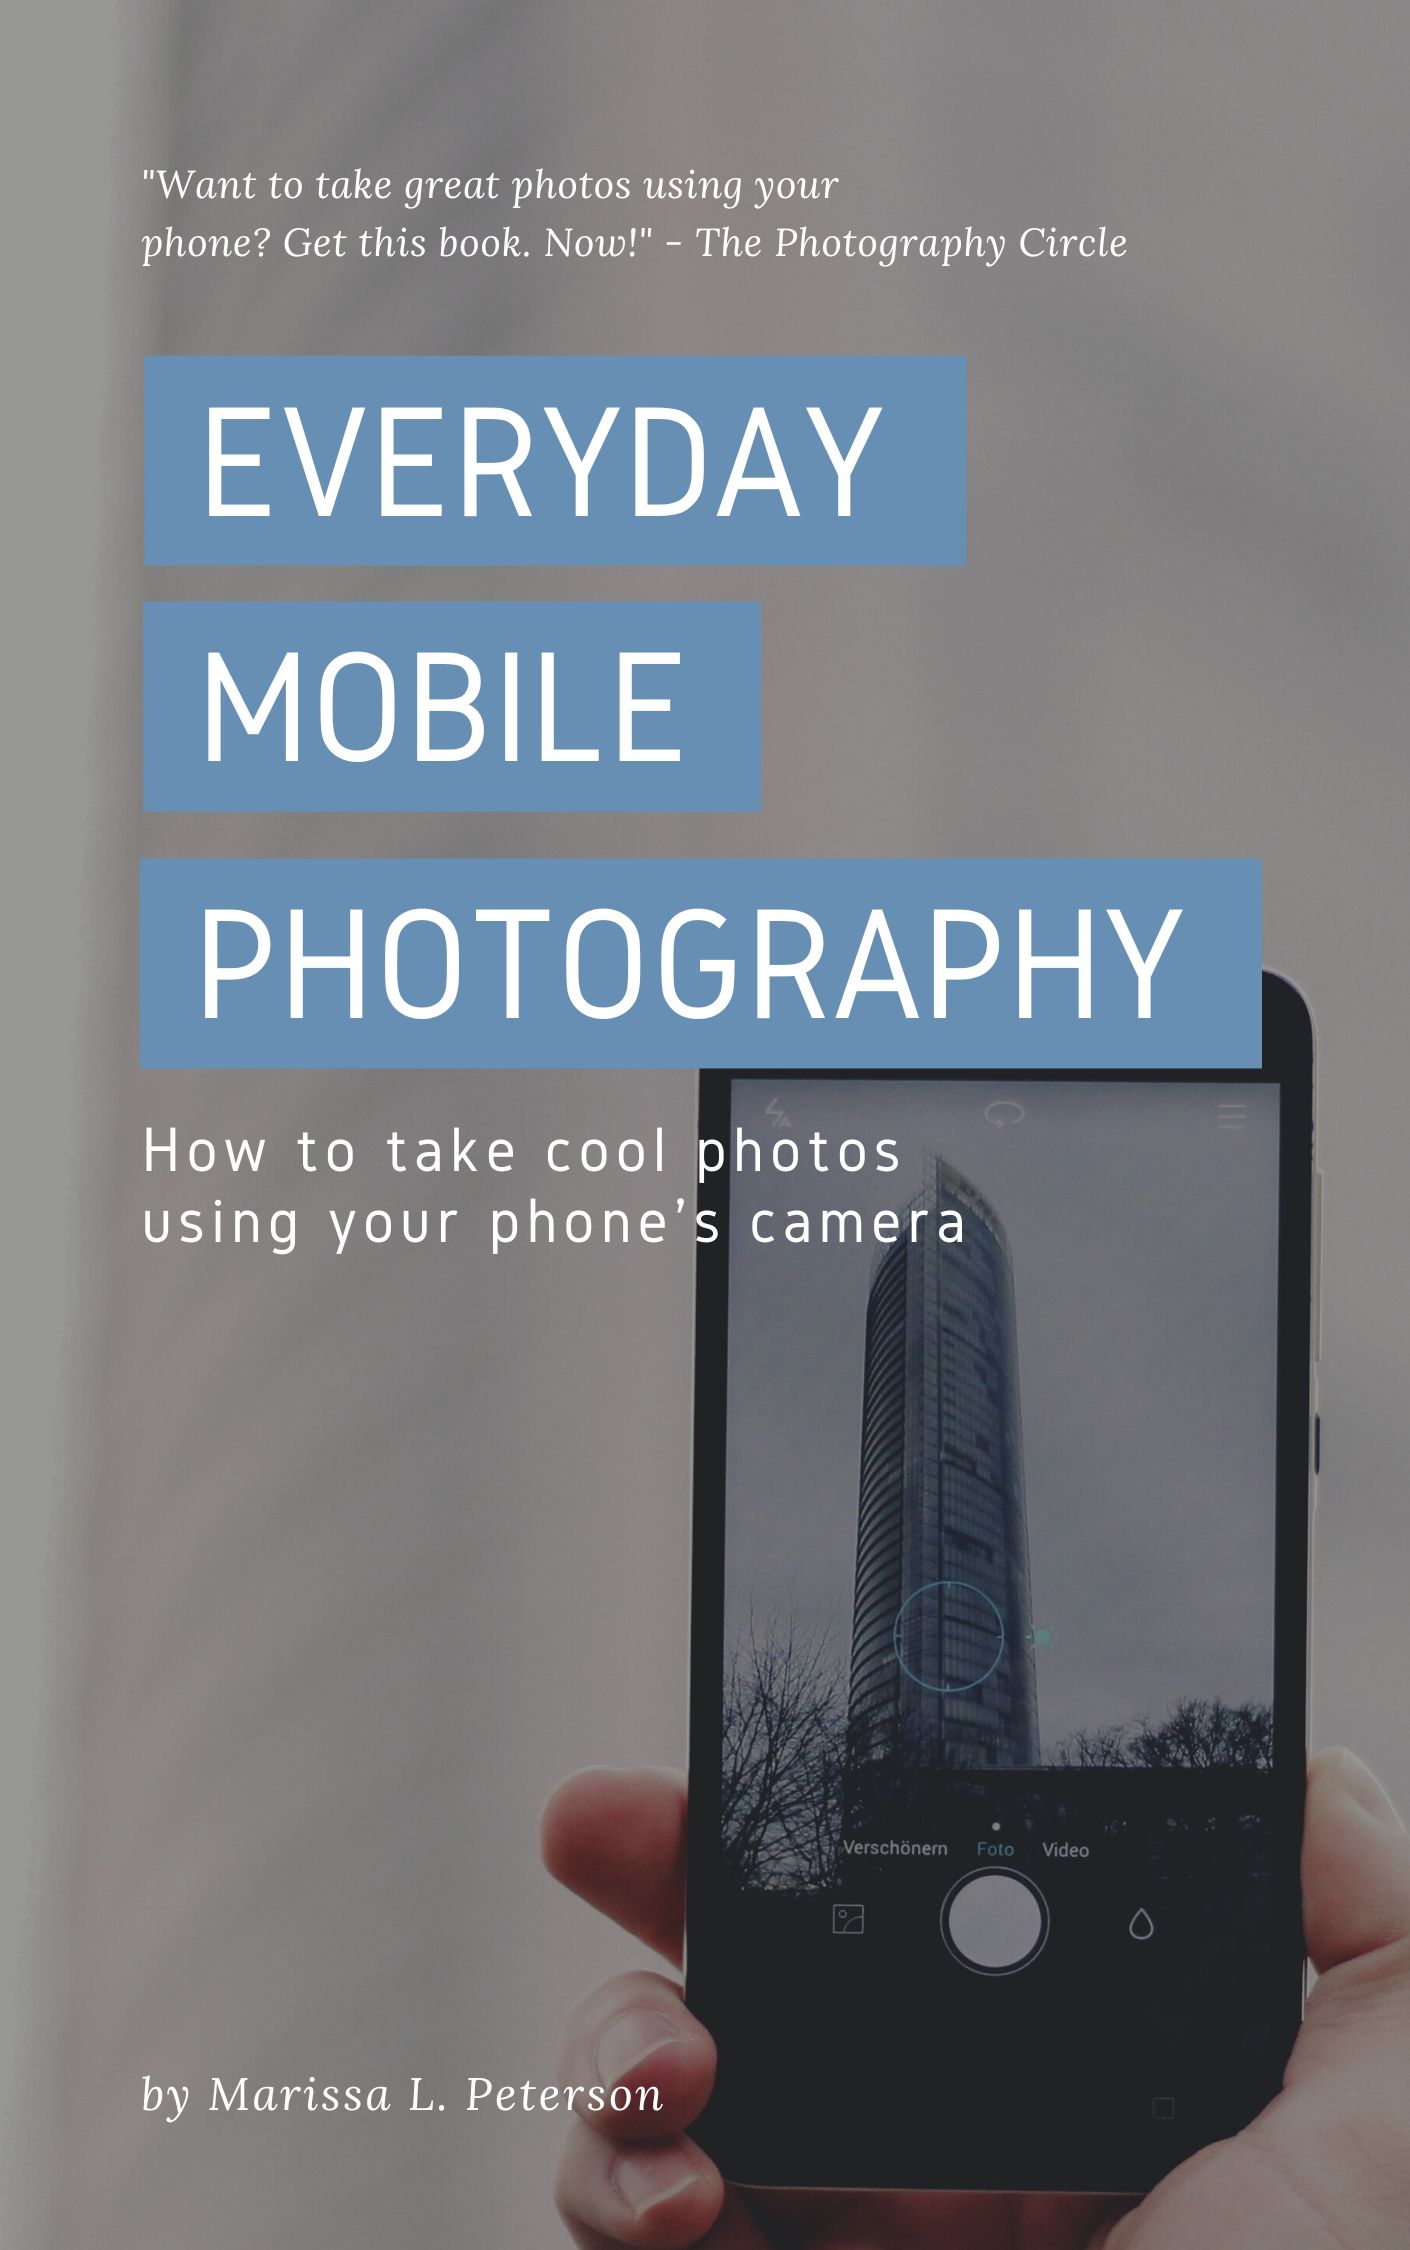 "Want to take great photos using your
phone? Get this book. Now!" - The Photography Circle
EVERYDAY
MOBILE
PHOTOGRAPHY
How to take cool photos
using your phone’s camera
Verschönern Foto Video
by Marissa L. Peterson